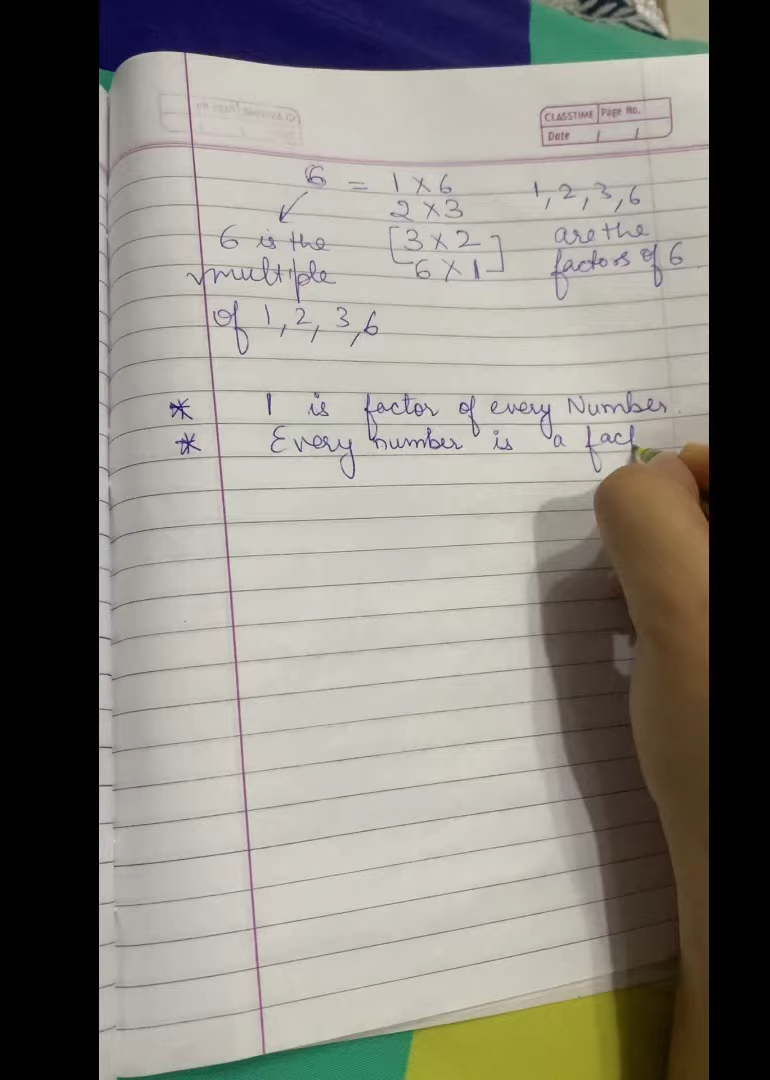 CLASSTIME Page No.
Date / /
6 = 1 × 6
2 × 3
[3 × 2
6 × 1]
1, 2, 3, 6
are the
factors of 6
6 is the
multiple
of 1, 2, 3, 6
* 1 is factor of every Number.
* Every number is a fact